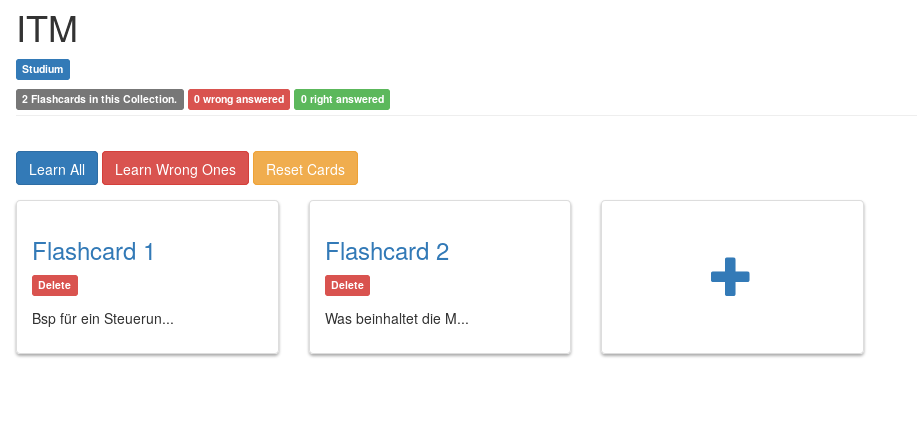 ITM
Studium
2 Flashcards in this Collection. 0 wrong answered 0 right answered
Learn All Learn Wrong Ones Reset Cards
Flashcard 1 Flashcard 2
Delete Delete
Bsp für ein Steuerun... Was beinhaltet die M...